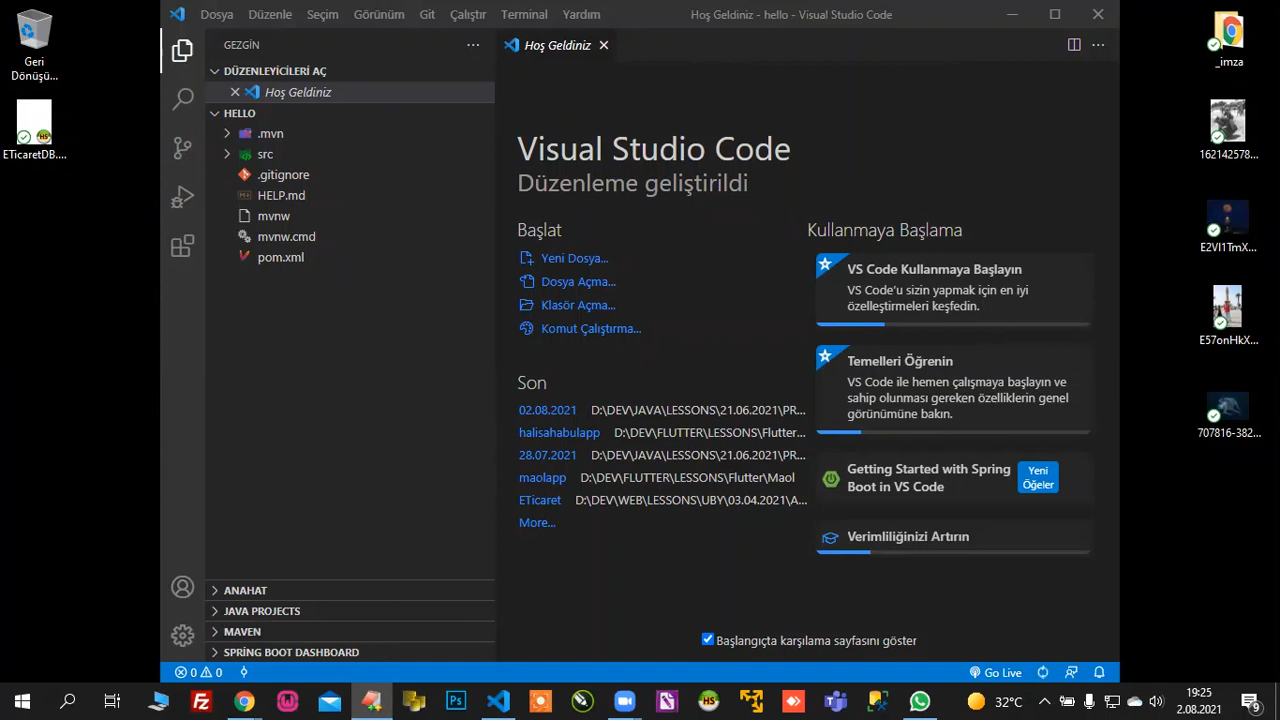 Geri
Dönüşü...
ETicaretDB....
Dosya Düzenle Seçim Görünüm Git Çalıştır Terminal Yardım
Hoş Geldiniz - hello - Visual Studio Code
GEZGİN
DÜZENLEYİCİLERİ AÇ
Hoş Geldiniz
HELLO
.mvn
src
.gitignore
HELP.md
mvnw
mvnw.cmd
pom.xml
ANAHAT
JAVA PROJECTS
MAVEN
SPRİNG BOOT DASHBOARD
Hoş Geldiniz
Visual Studio Code
Düzenleme geliştirildi
Başlat
Yeni Dosya...
Dosya Açma...
Klasör Açma...
Komut Çalıştırma...
Son
02.08.2021 D:\DEV\JAVA\LESSONS\21.06.2021\PR...
halisahabulapp D:\DEV\FLUTTER\LESSONS\Flutter...
28.07.2021 D:\DEV\JAVA\LESSONS\21.06.2021\PR...
maolapp D:\DEV\FLUTTER\LESSONS\Flutter\Maol
ETicaret D:\DEV\WEB\LESSONS\UBY\03.04.2021\A...
More...
Kullanmaya Başlama
VS Code Kullanmaya Başlayın
VS Code'u sizin yapmak için en iyi
özelleştirmeleri keşfedin.
Temelleri Öğrenin
VS Code ile hemen çalışmaya başlayın ve
sahip olunması gereken özelliklerin genel
görünümüne bakın.
Getting Started with Spring
Boot in VS Code
Yeni
Öğeler
Verimliliğinizi Artırın
Başlangıçta karşılama sayfasını göster
0 0
Go Live
_imza
162142578...
E2VI1TmX...
E57onHkX...
707816-382...
Fz
Ps
HS
32°C
19:25
2.08.2021
9